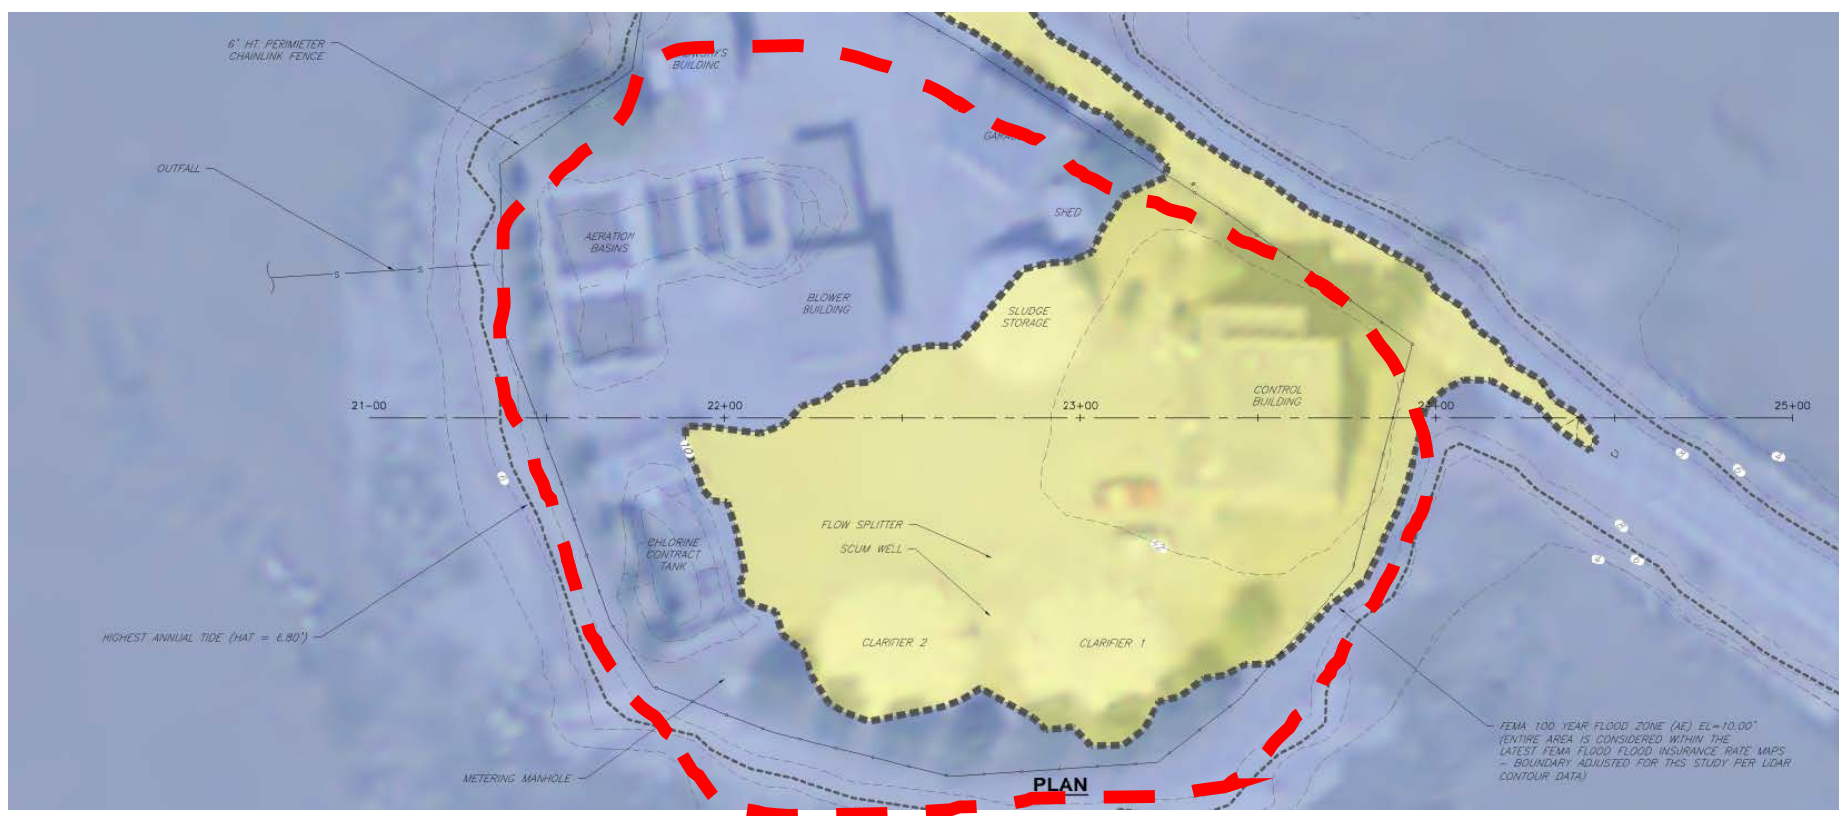 6' HT PERIMETER
CHAINLINK FENCE
BUILDING
OUTFALL
SHED
AERATION
BASINS
BLOWER
BUILDING
SLUDGE
STORAGE
CONTROL
BUILDING
21+00
22+00
23+00
24+00
25+00
10
FLOW SPLITTER
SCUM WELL
CHLORINE
CONTRACT
TANK
HIGHEST ANNUAL TIDE (HAT = 6.80')
CLARIFIER 2
CLARIFIER 1
METERING MANHOLE
PLAN
FEMA 100 YEAR FLOOD ZONE (AE) EL=10.00'
(ENTIRE AREA IS CONSIDERED WITHIN THE
LATEST FEMA FLOOD FLOOD INSURANCE RATE MAPS
- BOUNDARY ADJUSTED FOR THIS STUDY PER LIDAR
CONTOUR DATA)